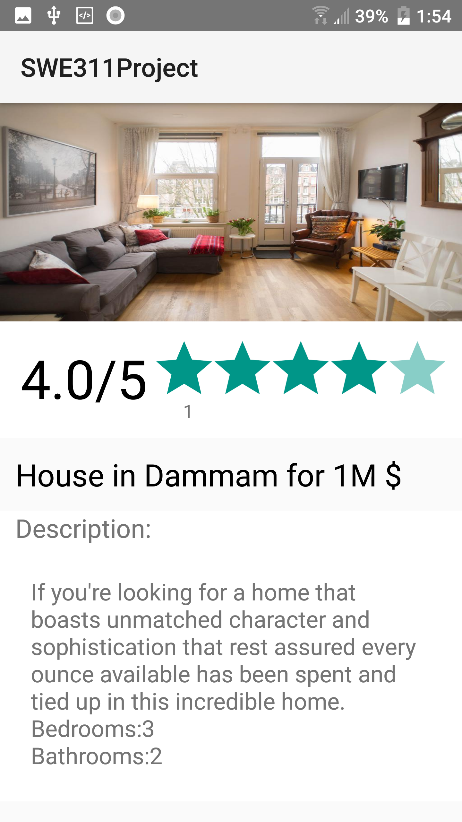 39% 1:54
SWE311Project
4.0/5
1
House in Dammam for 1M $
Description:
If you're looking for a home that
boasts unmatched character and
sophistication that rest assured every
ounce available has been spent and
tied up in this incredible home.
Bedrooms:3
Bathrooms:2